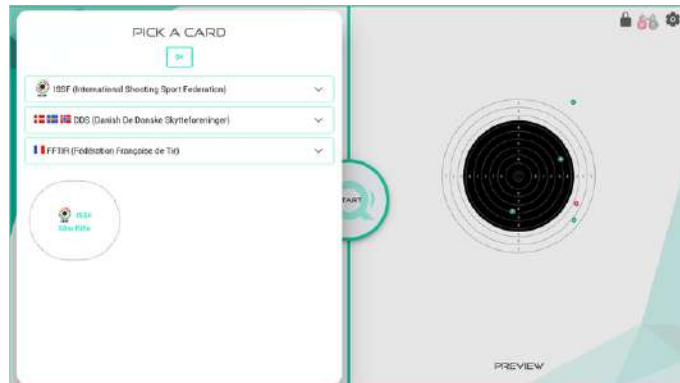 PICK A CARD
ISSF (International Shooting Sport Federation)
DDS (Danish De Danske Skytteforeninger)
FFTIR (Fédération Française de Tir)
ISSF
START
PREVIEW